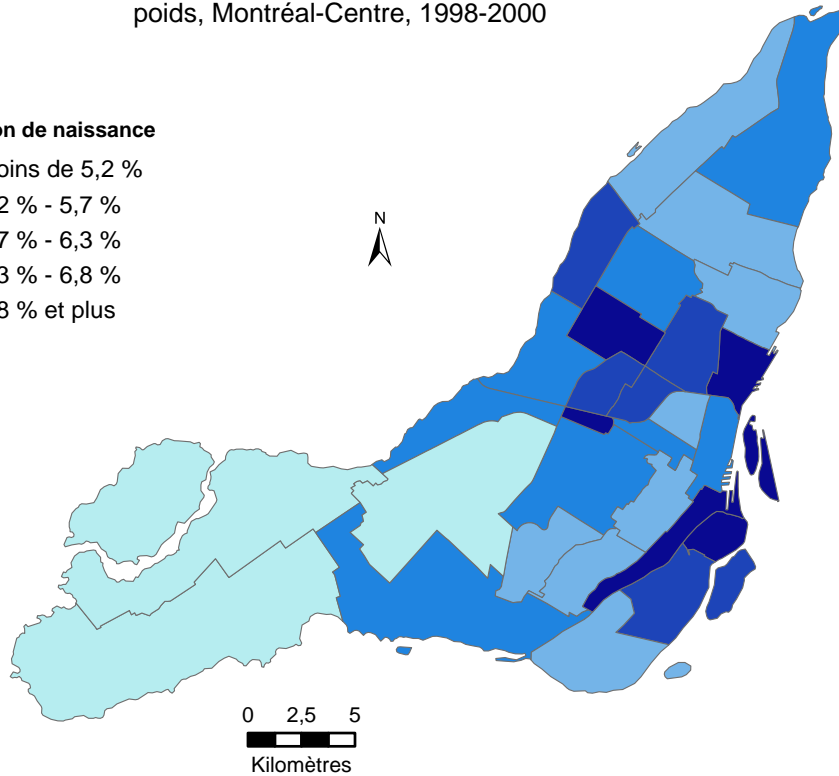 poids, Montréal-Centre, 1998-2000
on de naissance
oins de 5,2 %
2 % - 5,7 %
7 % - 6,3 %
3 % - 6,8 %
8 % et plus
N
0 2,5 5
Kilomètres